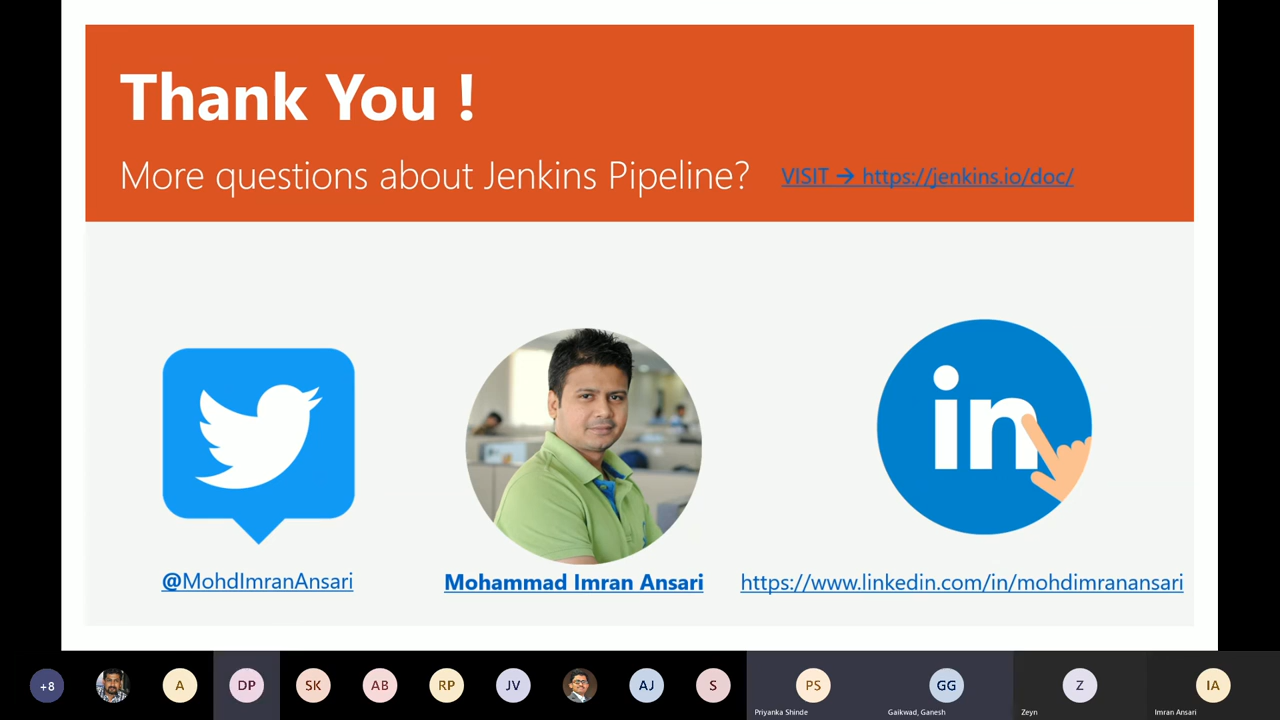 Thank You !
More questions about Jenkins Pipeline? VISIT → https://jenkins.io/doc/
in
@MohdImranAnsari
Mohammad Imran Ansari
https://www.linkedin.com/in/mohdimranansari
+8 A DP SK AB RP JV AJ S PS GG Z IA
Priyanka Shinde Gaikwad, Ganesh Zeyn Imran Ansari